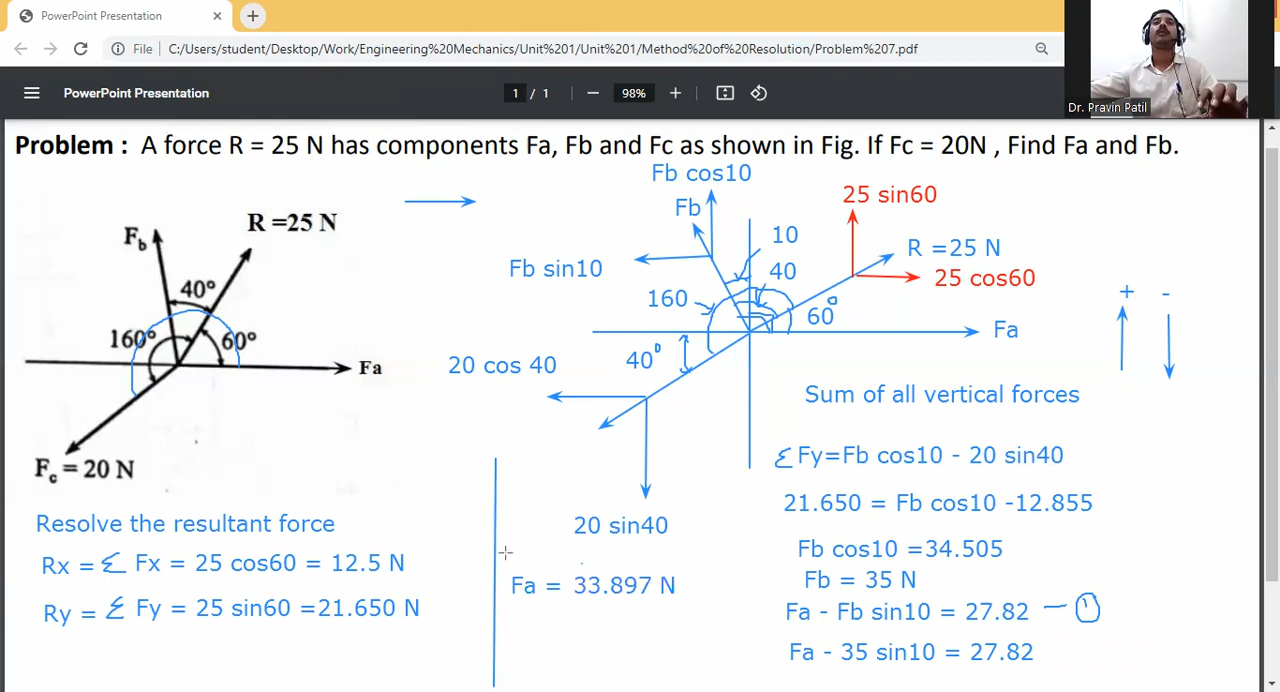 PowerPoint Presentation
File C:/Users/student/Desktop/Work/Engineering%20Mechanics/Unit%201/Unit%201/Method%20of%20Resolution/Problem%207.pdf
PowerPoint Presentation 1 / 1 98%
Dr. Pravin Patil
Problem : A force R = 25 N has components Fa, Fb and Fc as shown in Fig. If Fc = 20N , Find Fa and Fb.
R =25 N
Fb
40°
160°
60°
Fa
Fc = 20 N
Fb cos10
Fb
25 sin60
10
R =25 N
Fb sin10
40
25 cos60
160
60°
Fa
+ -
40°
20 cos 40
20 sin40
Resolve the resultant force
Rx = Σ Fx = 25 cos60 = 12.5 N
Ry = Σ Fy = 25 sin60 =21.650 N
Fa = 33.897 N
Sum of all vertical forces
Σ Fy=Fb cos10 - 20 sin40
21.650 = Fb cos10 -12.855
Fb cos10 =34.505
Fb = 35 N
Fa - Fb sin10 = 27.82 — ①
Fa - 35 sin10 = 27.82